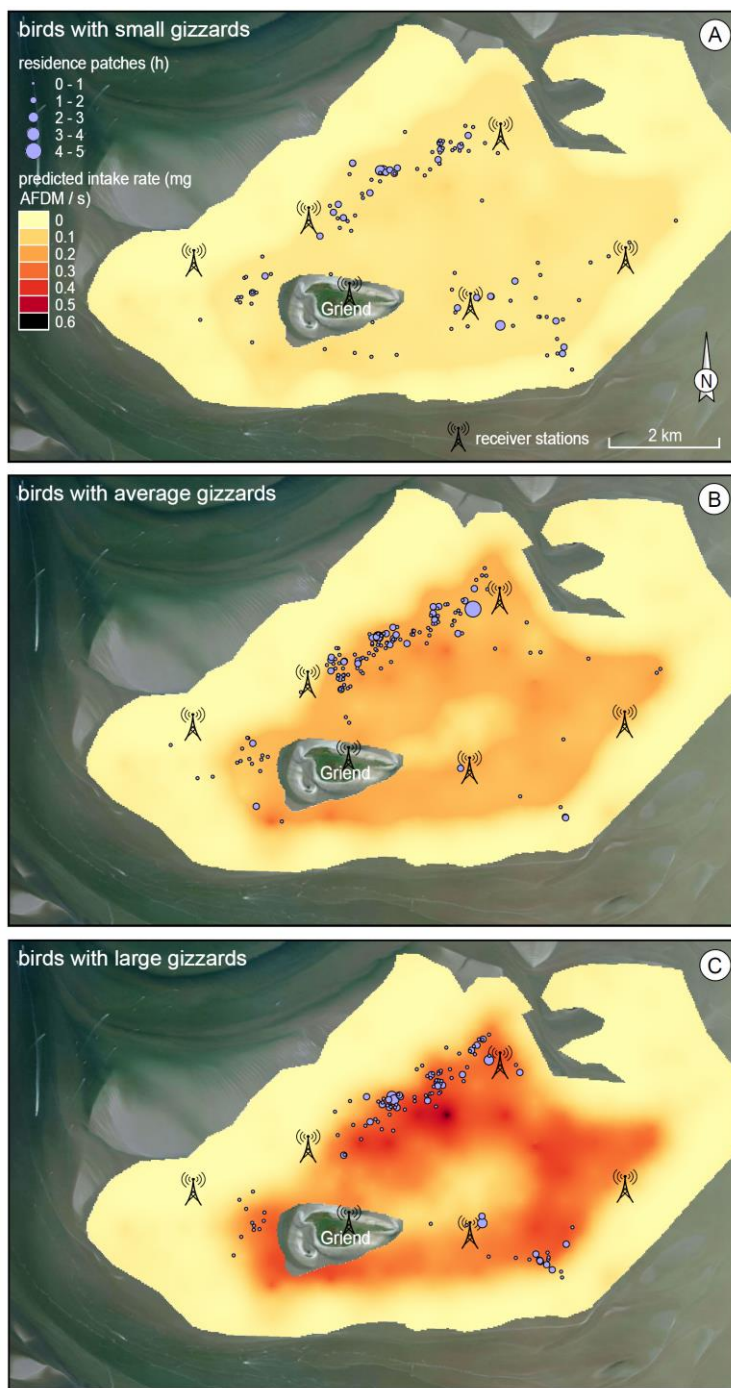 birds with small gizzards
A
residence patches (h)
0 - 1
1 - 2
2 - 3
3 - 4
4 - 5
predicted intake rate (mg
AFDM / s)
0
0.1
0.2
0.3
0.4
0.5
0.6
Griend
N
receiver stations
2 km
birds with average gizzards
B
Griend
birds with large gizzards
C
Griend